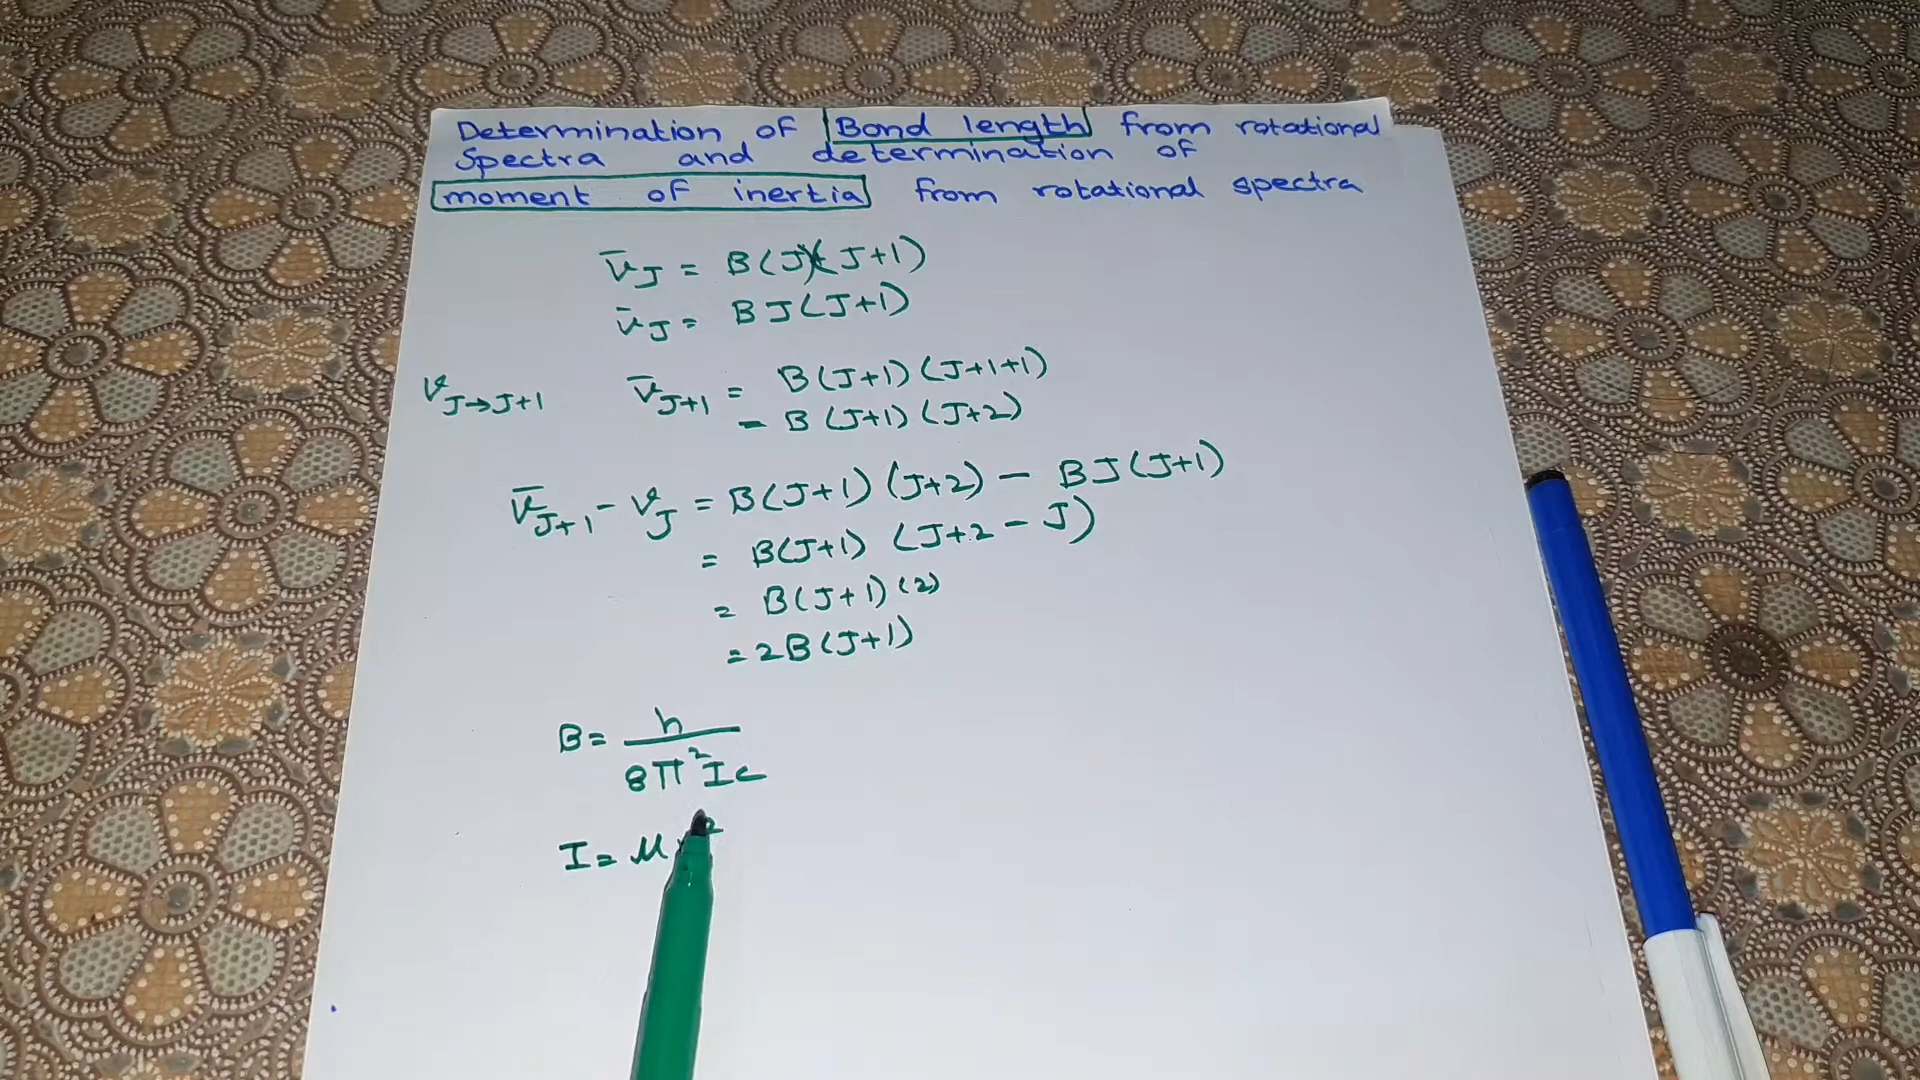 Determination of Bond length from rotational
Spectra and determination of
moment of inertia from rotational spectra
ν̄J = B(J)(J+1)
ν̄J = BJ(J+1)
νJ→J+1 ν̄J+1 = B(J+1)(J+1+1)
= B(J+1)(J+2)
ν̄J+1 - νJ = B(J+1)(J+2) - BJ(J+1)
= B(J+1)(J+2-J)
= B(J+1)(2)
= 2B(J+1)
B = h / 8π²Ic
I = μ